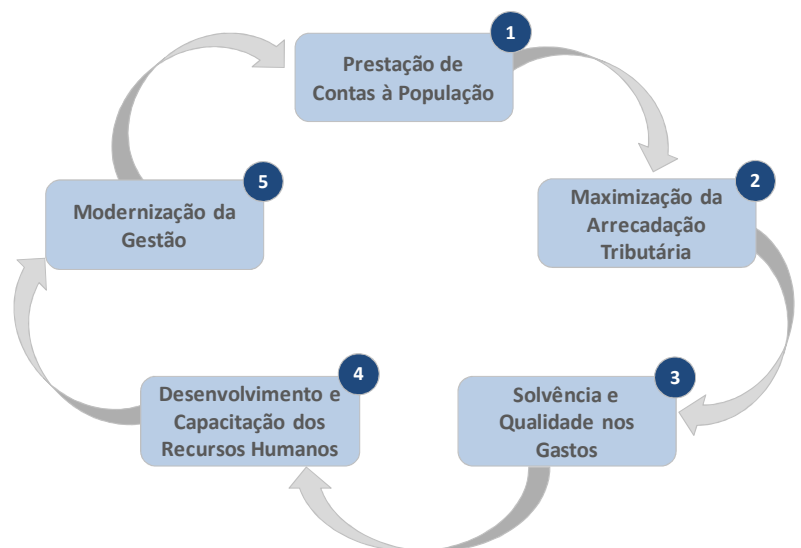 1
Prestação de
Contas à População
2
Maximização da
Arrecadação
Tributária
3
Solvência e
Qualidade nos
Gastos
4
Desenvolvimento e
Capacitação dos
Recursos Humanos
5
Modernização da
Gestão